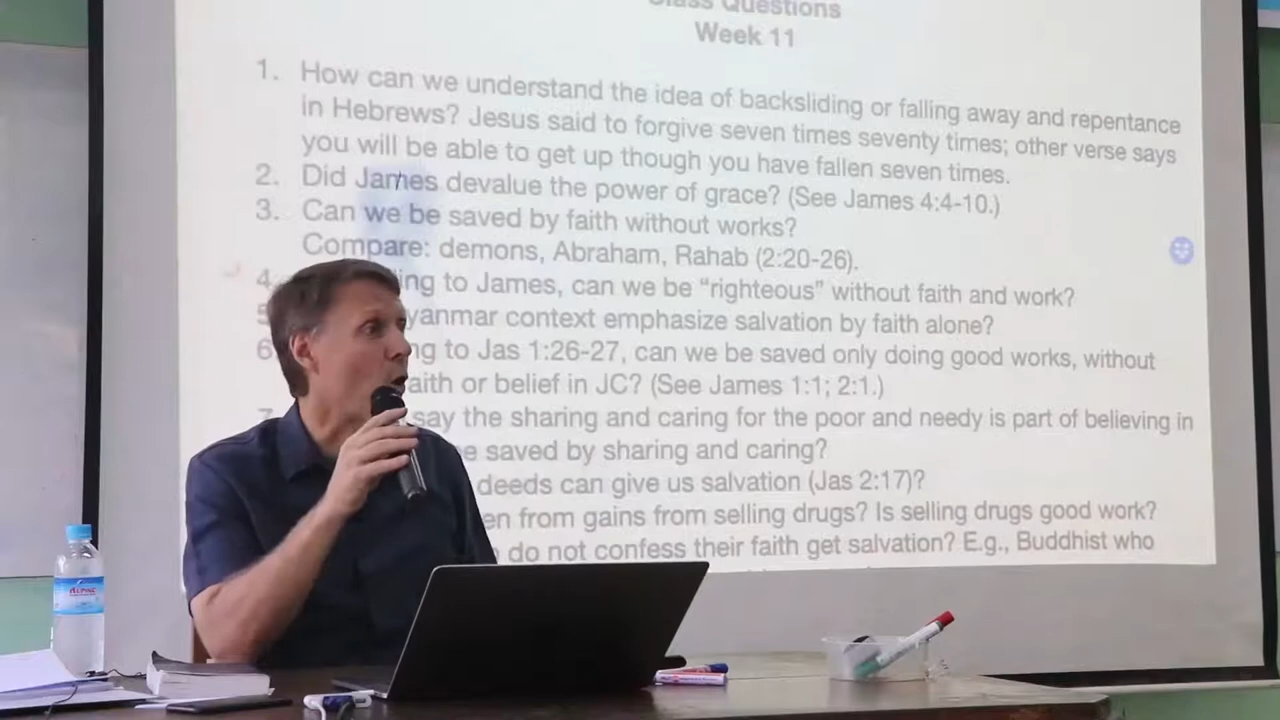 Class Questions
Week 11
1. How can we understand the idea of backsliding or falling away and repentance
in Hebrews? Jesus said to forgive seven times seventy times; other verse says
you will be able to get up though you have fallen seven times.
2. Did James devalue the power of grace? (See James 4:4-10.)
3. Can we be saved by faith without works?
Compare: demons, Abraham, Rahab (2:20-26).
4. ing to James, can we be “righteous” without faith and work?
5 yanmar context emphasize salvation by faith alone?
6 ng to Jas 1:26-27, can we be saved only doing good works, without
aith or belief in JC? (See James 1:1; 2:1.)
7 say the sharing and caring for the poor and needy is part of believing in
e saved by sharing and caring?
deeds can give us salvation (Jas 2:17)?
en from gains from selling drugs? Is selling drugs good work?
do not confess their faith get salvation? E.g., Buddhist who